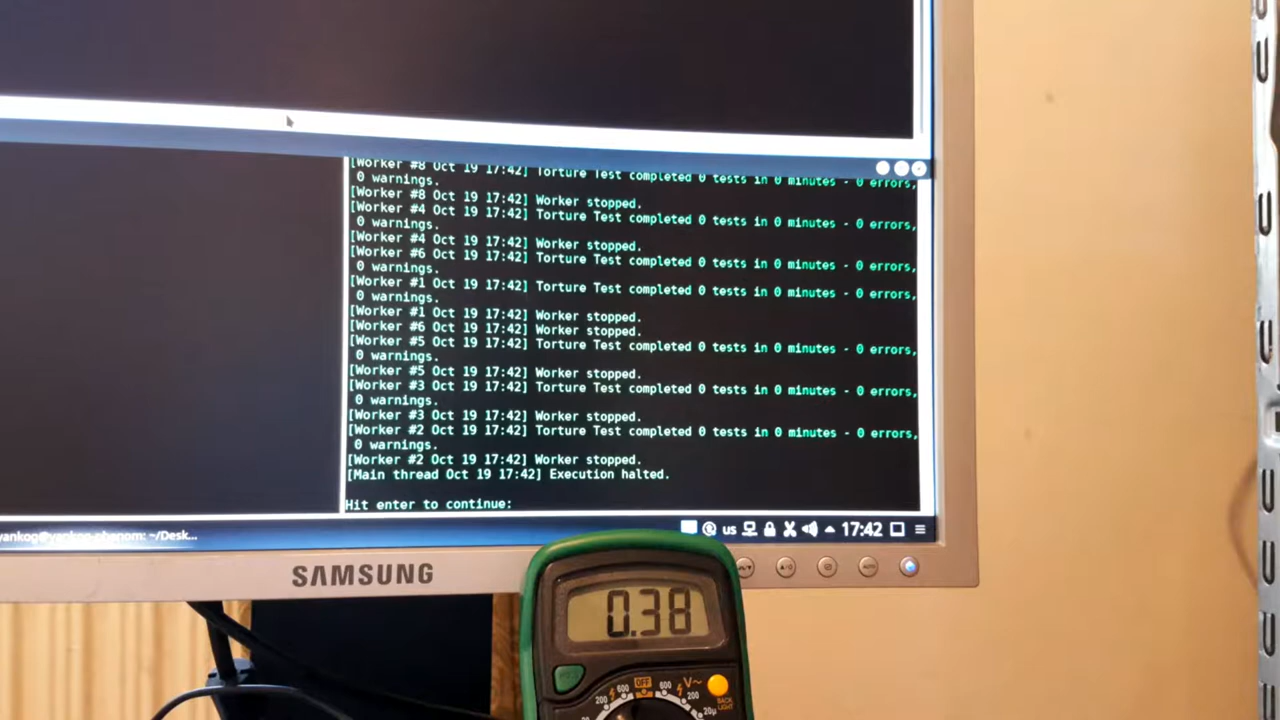 [Worker #8 Oct 19 17:42] Torture Test completed 0 tests in 0 minutes - 0 errors,
0 warnings.
[Worker #8 Oct 19 17:42] Worker stopped.
[Worker #4 Oct 19 17:42] Torture Test completed 0 tests in 0 minutes - 0 errors,
0 warnings.
[Worker #4 Oct 19 17:42] Worker stopped.
[Worker #6 Oct 19 17:42] Torture Test completed 0 tests in 0 minutes - 0 errors,
0 warnings.
[Worker #1 Oct 19 17:42] Torture Test completed 0 tests in 0 minutes - 0 errors,
0 warnings.
[Worker #1 Oct 19 17:42] Worker stopped.
[Worker #6 Oct 19 17:42] Worker stopped.
[Worker #5 Oct 19 17:42] Torture Test completed 0 tests in 0 minutes - 0 errors,
0 warnings.
[Worker #5 Oct 19 17:42] Worker stopped.
[Worker #3 Oct 19 17:42] Torture Test completed 0 tests in 0 minutes - 0 errors,
0 warnings.
[Worker #3 Oct 19 17:42] Worker stopped.
[Worker #2 Oct 19 17:42] Torture Test completed 0 tests in 0 minutes - 0 errors,
0 warnings.
[Worker #2 Oct 19 17:42] Worker stopped.
[Main thread Oct 19 17:42] Execution halted.
Hit enter to continue:
yankog@yankog-phenom: ~/Desk...
us 17:42
SAMSUNG
AUTO
0.38
OFF
600 600
200 200
V~
20µ
BACK
LIGHT